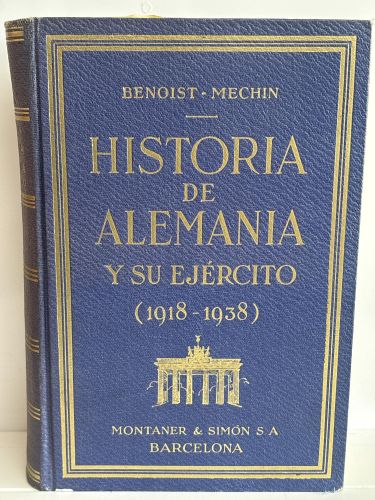 BENOIST-MECHIN
HISTORIA
DE
ALEMANIA
Y SU EJÉRCITO
(1918-1938)
MONTANER & SIMÓN S A
BARCELONA